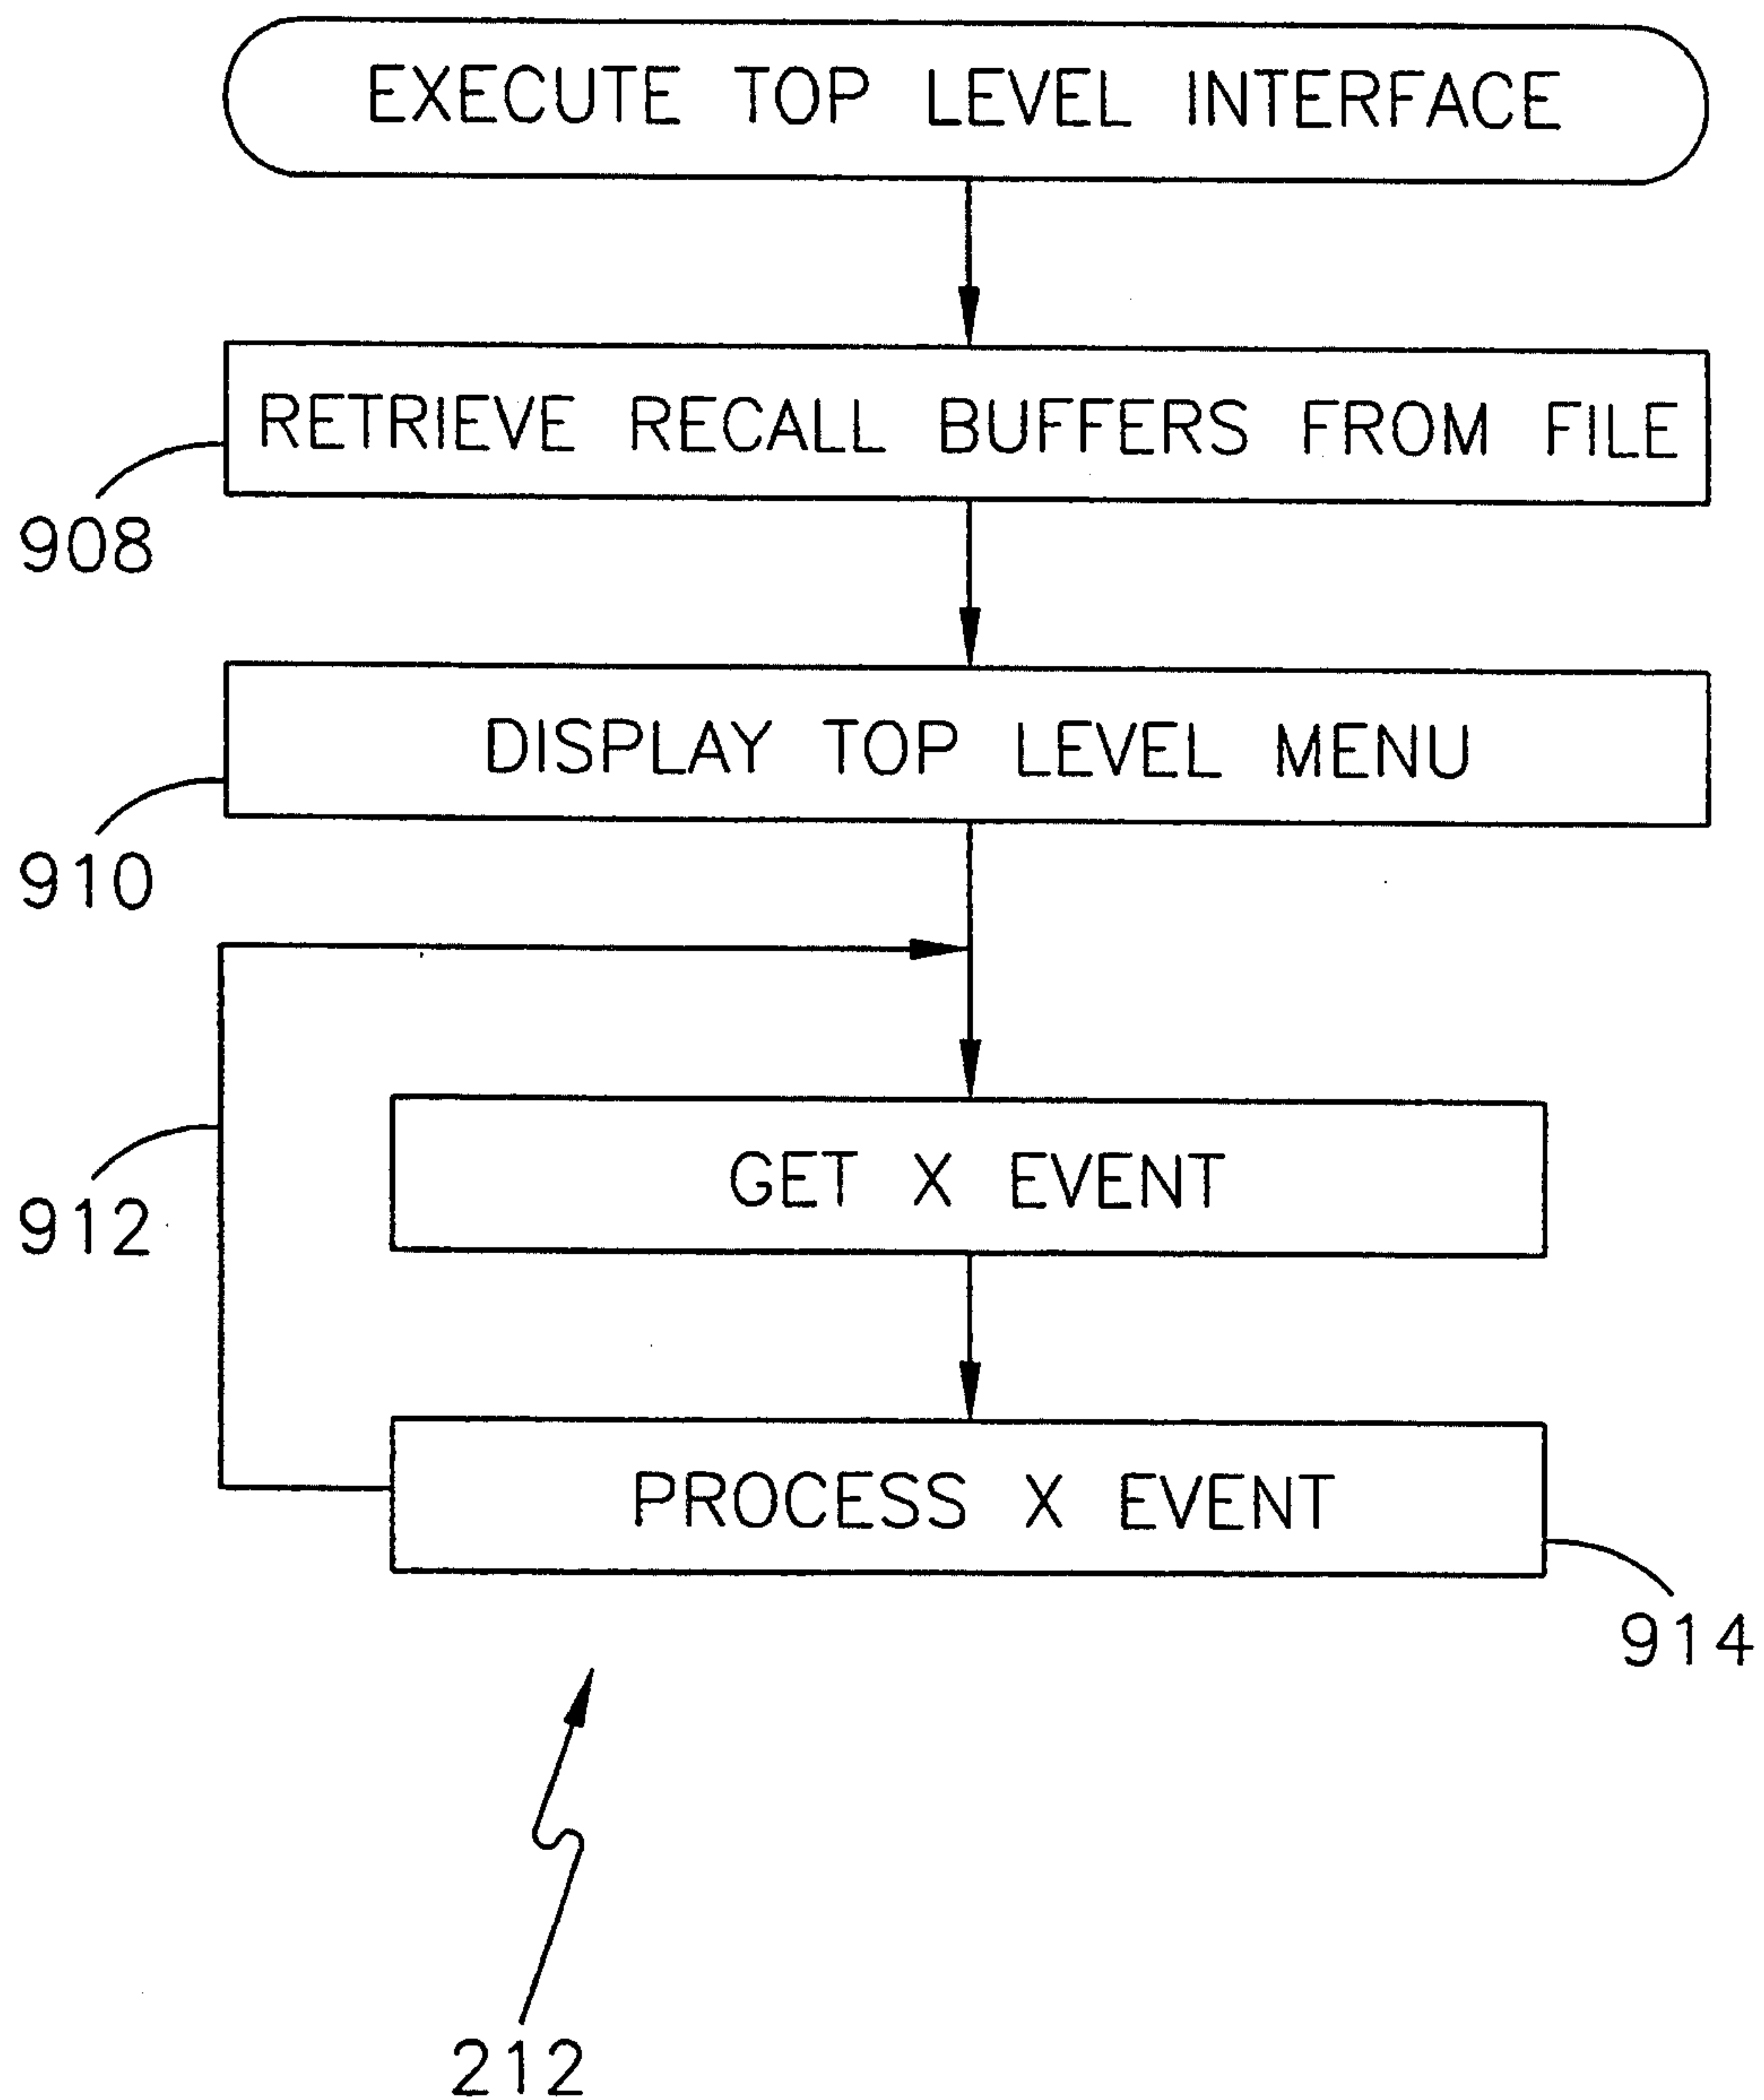 EXECUTE TOP LEVEL INTERFACE
RETRIEVE RECALL BUFFERS FROM FILE
908
DISPLAY TOP LEVEL MENU
910
GET X EVENT
912
PROCESS X EVENT
914
212